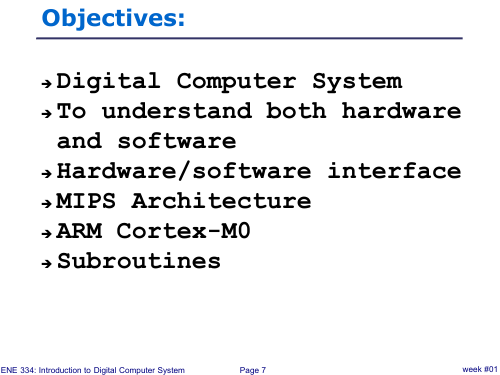 Objectives:
➔ Digital Computer System
➔ To understand both hardware
and software
➔ Hardware/software interface
➔ MIPS Architecture
➔ ARM Cortex-M0
➔ Subroutines
ENE 334: Introduction to Digital Computer System Page 7 week #01